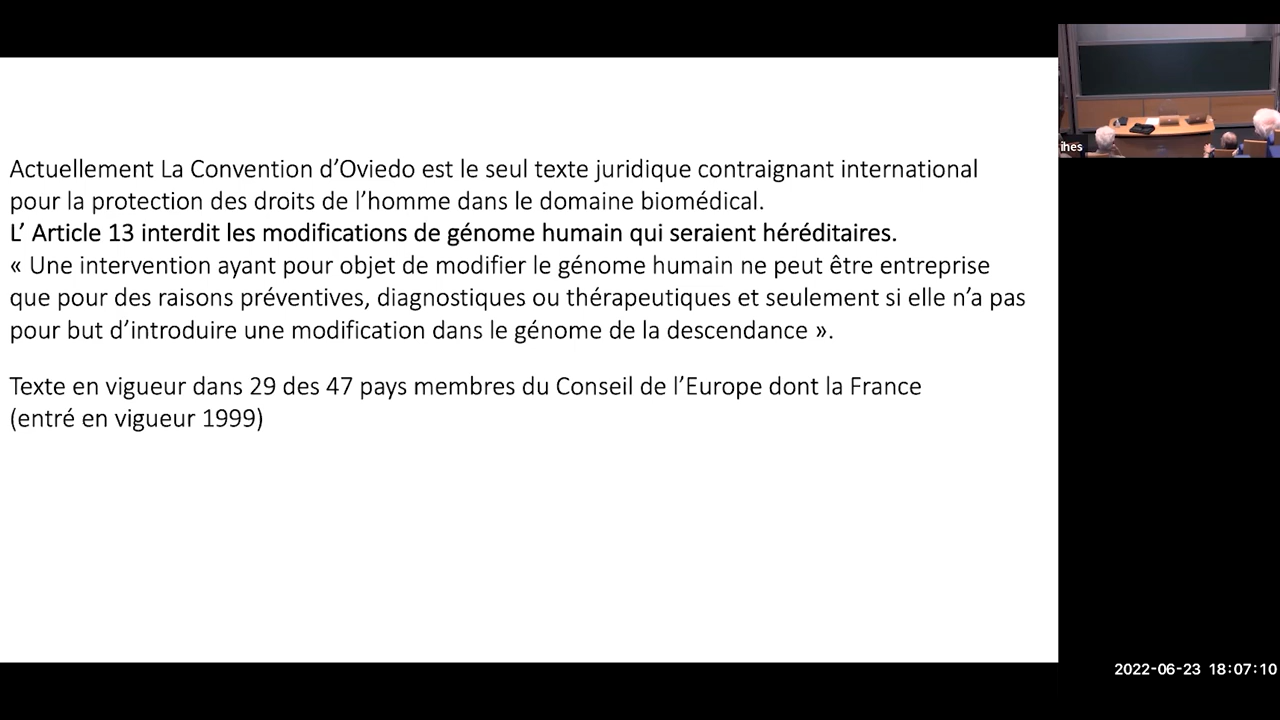 Actuellement La Convention d’Oviedo est le seul texte juridique contraignant international
pour la protection des droits de l’homme dans le domaine biomédical.
L’ Article 13 interdit les modifications de génome humain qui seraient héréditaires.
« Une intervention ayant pour objet de modifier le génome humain ne peut être entreprise
que pour des raisons préventives, diagnostiques ou thérapeutiques et seulement si elle n’a pas
pour but d’introduire une modification dans le génome de la descendance ».
Texte en vigueur dans 29 des 47 pays membres du Conseil de l’Europe dont la France
(entré en vigueur 1999)
ihes
2022-06-23 18:07:10